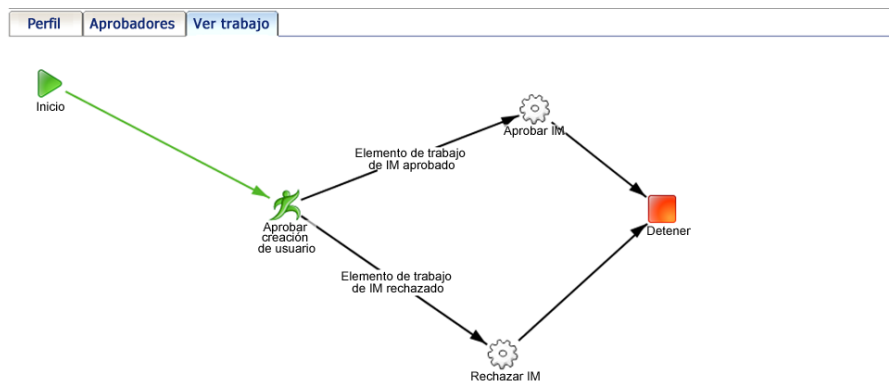 Perfil
Aprobadores
Ver trabajo
Inicio
Aprobar IM
Elemento de trabajo
de IM aprobado
Aprobar
creación
de usuario
Detener
Elemento de trabajo
de IM rechazado
Rechazar IM